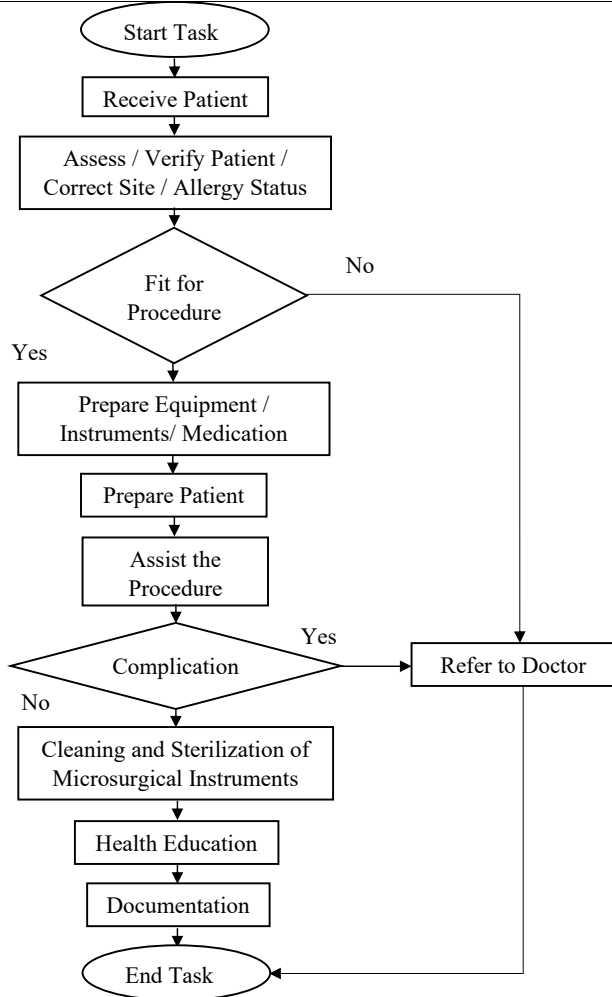 Start Task
Receive Patient
Assess / Verify Patient /
Correct Site / Allergy Status
Fit for
Procedure
No
Yes
Prepare Equipment /
Instruments/ Medication
Prepare Patient
Assist the
Procedure
Complication
Yes
Refer to Doctor
No
Cleaning and Sterilization of
Microsurgical Instruments
Health Education
Documentation
End Task